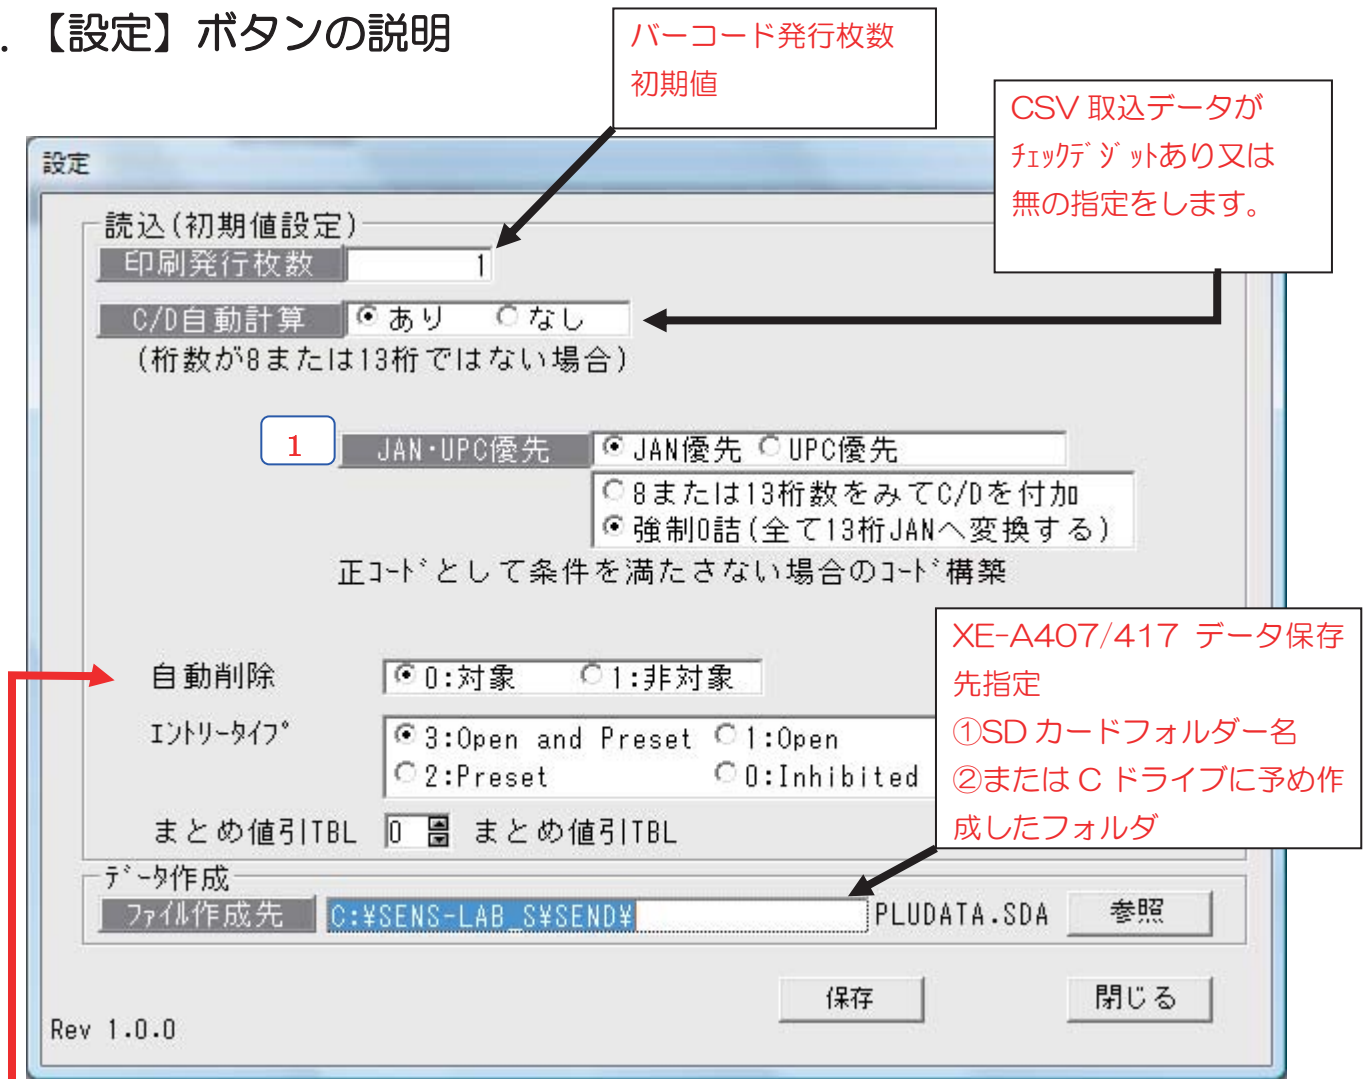 . 【設定】ボタンの説明
バーコード発行枚数
初期値
CSV 取込データが
ﾁｪｯｸﾃﾞｼﾞｯﾄあり又は
無の指定をします。
設定
読込(初期値設定)
印刷発行枚数 1
C/D自動計算 あり なし
(桁数が8または13桁ではない場合)
1
JAN・UPC優先 JAN優先 UPC優先
8または13桁数をみてC/Dを付加
強制0詰(全て13桁JANへ変換する)
正ｺｰﾄﾞとして条件を満たさない場合のｺｰﾄﾞ構築
XE-A407/417 データ保存
先指定
①SD カードフォルダー名
②または C ドライブに予め作
成したフォルダ
自動削除 0:対象 1:非対象
ｴﾝﾄﾘｰﾀｲﾌﾟ 3:Open and Preset 1:Open
2:Preset 0:Inhibited
まとめ値引TBL 0 まとめ値引TBL
ﾃﾞｰﾀ作成
ﾌｧｲﾙ作成先 C:¥SENS-LAB_S¥SEND¥ PLUDATA.SDA 参照
保存 閉じる
Rev 1.0.0